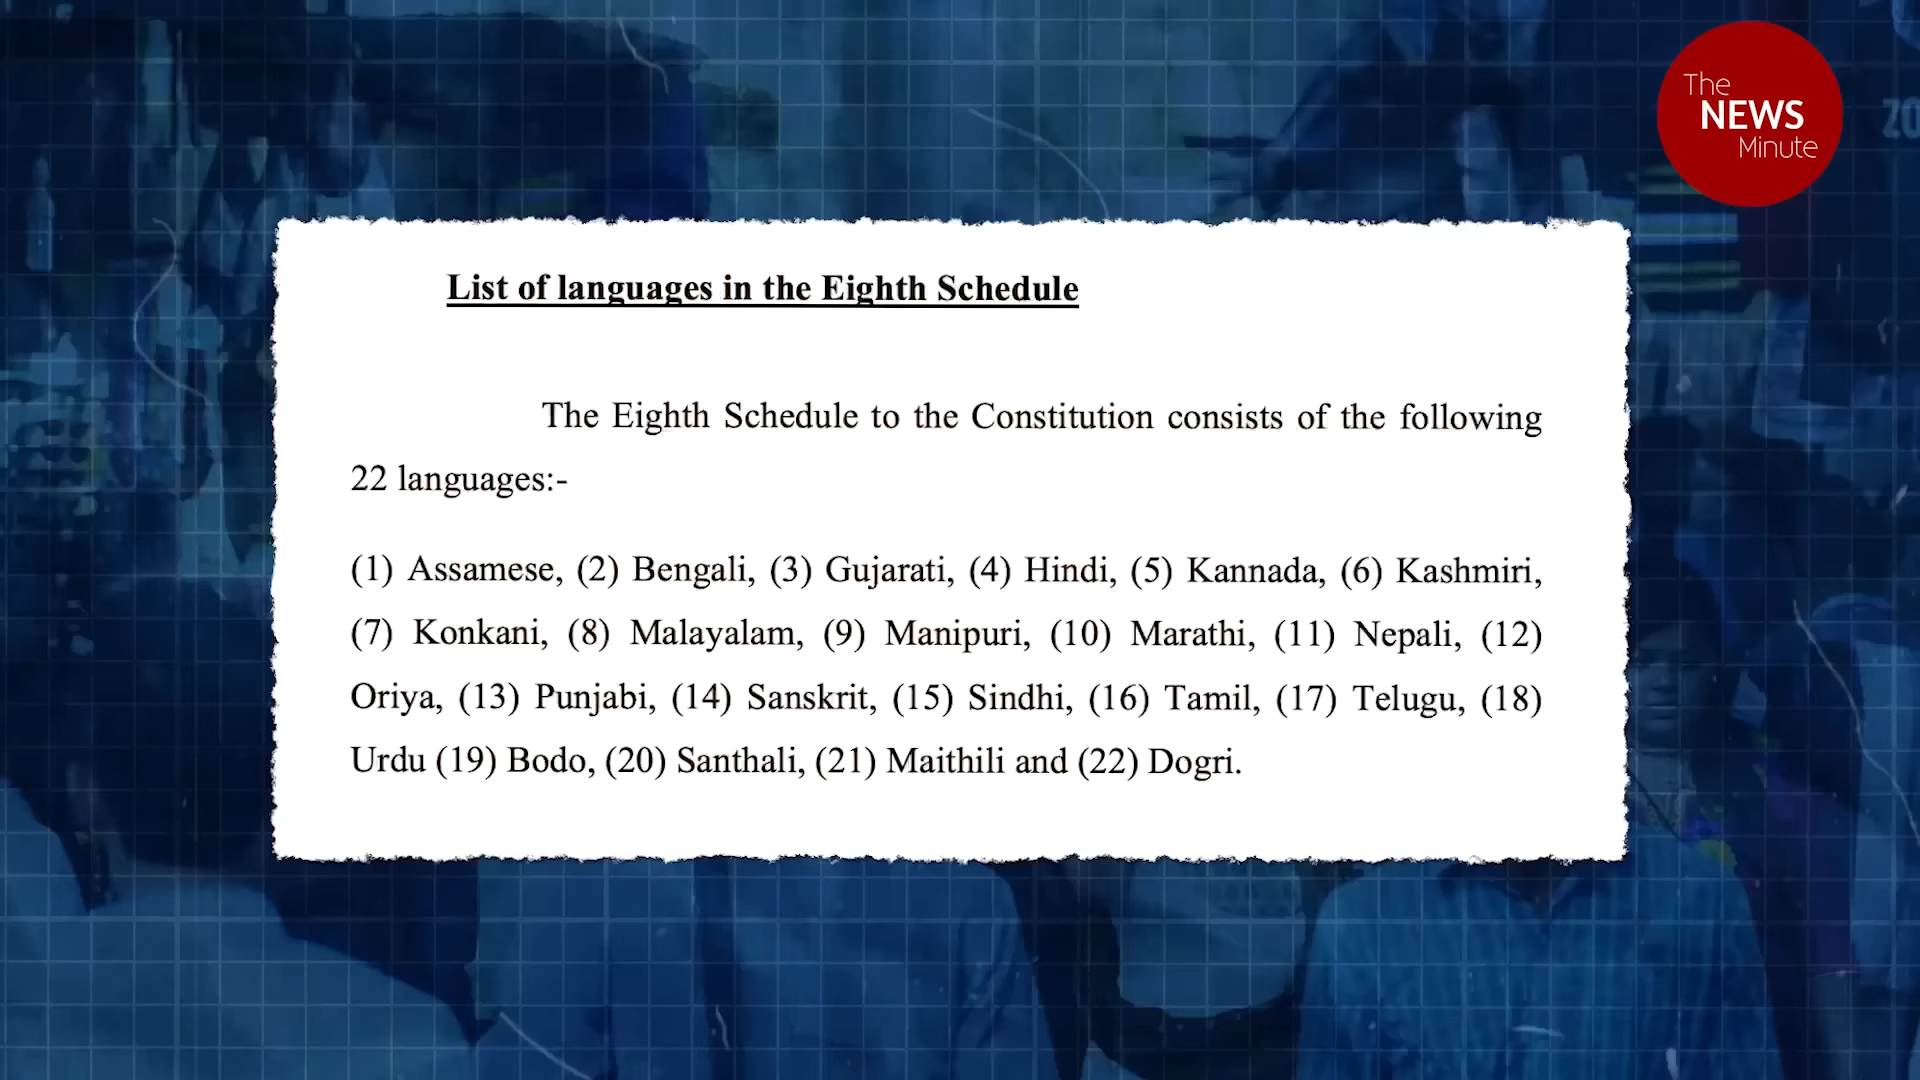 The
NEWS
Minute
ZO
List of languages in the Eighth Schedule
The Eighth Schedule to the Constitution consists of the following
22 languages:-
(1) Assamese, (2) Bengali, (3) Gujarati, (4) Hindi, (5) Kannada, (6) Kashmiri,
(7) Konkani, (8) Malayalam, (9) Manipuri, (10) Marathi, (11) Nepali, (12)
Oriya, (13) Punjabi, (14) Sanskrit, (15) Sindhi, (16) Tamil, (17) Telugu, (18)
Urdu (19) Bodo, (20) Santhali, (21) Maithili and (22) Dogri.